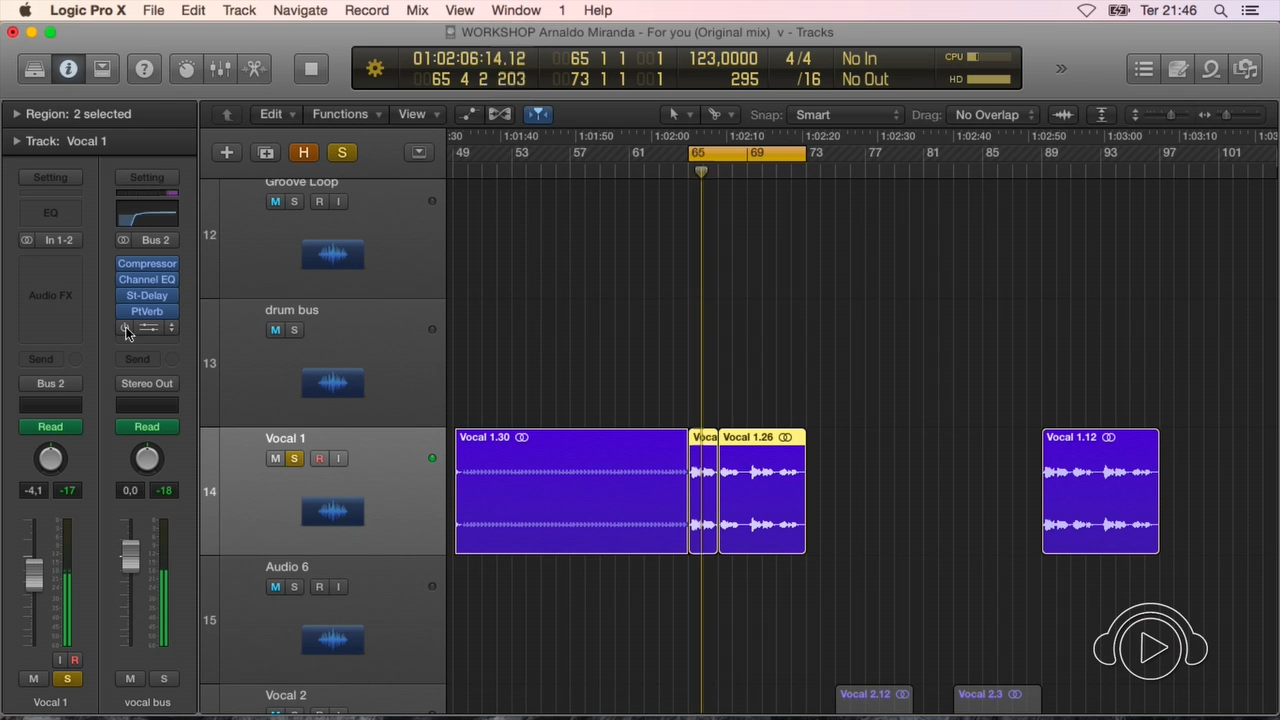 Logic Pro X File Edit Track Navigate Record Mix View Window 1 Help Ter 21:46
WORKSHOP Arnaldo Miranda - For you (Original mix) v - Tracks
01:02:06:14.12 65 1 1 1 123,0000 4/4 No In CPU
65 4 2 203 73 1 1 1 295 /16 No Out HD
Region: 2 selected Edit Functions View Snap: Smart Drag: No Overlap
Track: Vocal 1
:30 1:01:40 1:01:50 1:02:00 1:02:10 1:02:20 1:02:30 1:02:40 1:02:50 1:03:00 1:03:10 1:03
H S 49 53 57 61 65 69 73 77 81 85 89 93 97 101
Setting Setting
EQ
In 1-2 Bus 2
Audio FX
Compressor
Channel EQ
St-Delay
PtVerb
Send Send
Bus 2 Stereo Out
Read Read
-4,1 -17 0,0 -18
I R
M S M S
Vocal 1 vocal bus
Groove Loop
M S R I
12
drum bus
M S
13
Vocal 1
M S R I
14
Vocal 1.30 Voca Vocal 1.26 Vocal 1.12
Audio 6
M S R I
15
Vocal 2
Vocal 2.12 Vocal 2.3